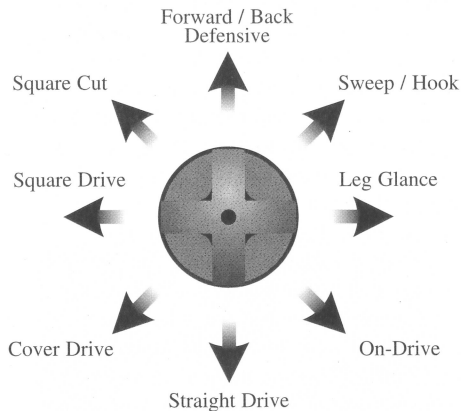 Forward / Back
Defensive
Square Cut
Sweep / Hook
Square Drive
Leg Glance
Cover Drive
On-Drive
Straight Drive